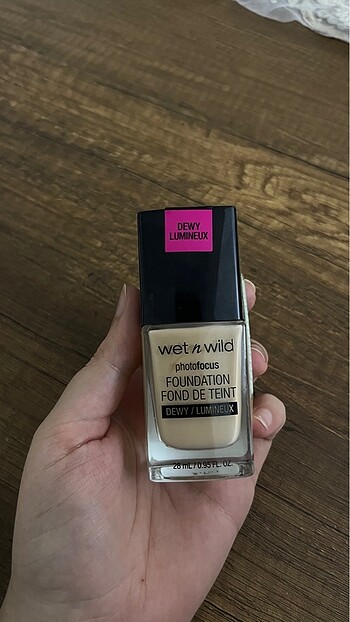 DEWY
LUMINEUX
wet n wild
photofocus
FOUNDATION
FOND DE TEINT
DEWY / LUMINEUX
28 mL / 0.95 FL. OZ.